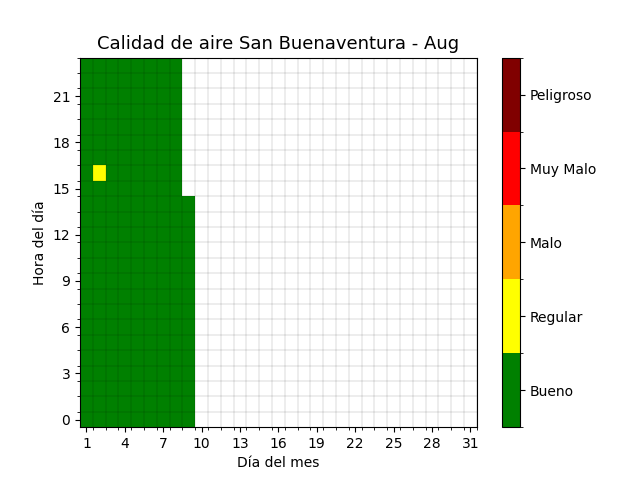 Calidad de aire San Buenaventura - Aug
Hora del día
21
18
15
12
9
6
3
0
1 4 7 10 13 16 19 22 25 28 31
Día del mes
Peligroso
Muy Malo
Malo
Regular
Bueno